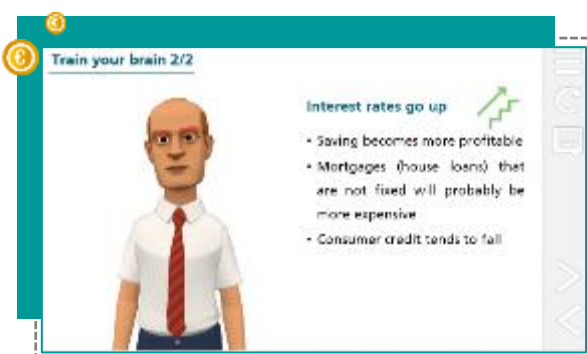 Train your brain 2/2
Interest rates go up
• Saving becomes more profitable
• Mortgages (house loans) that
are not fixed will probably be
more expensive
• Consumer credit tends to fall